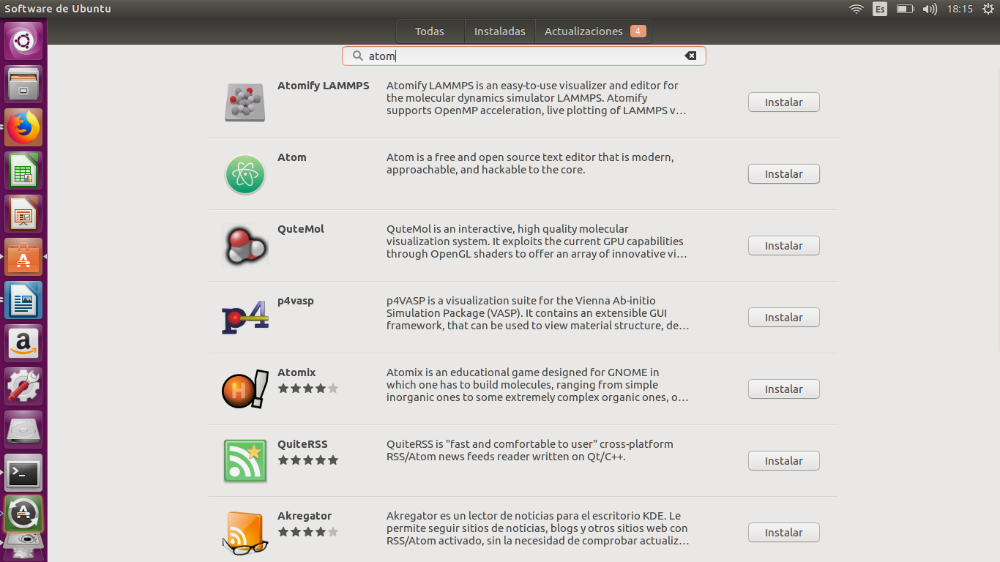 Software de Ubuntu
Es
18:15
Todas
Instaladas
Actualizaciones 4
atom
Atomify LAMMPS
Atomify LAMMPS is an easy-to-use visualizer and editor for
the molecular dynamics simulator LAMMPS. Atomify
supports OpenMP acceleration, live plotting of LAMMPS v…
Instalar
Atom
Atom is a free and open source text editor that is modern,
approachable, and hackable to the core.
Instalar
QuteMol
QuteMol is an interactive, high quality molecular
visualization system. It exploits the current GPU capabilities
through OpenGL shaders to offer an array of innovative vi…
Instalar
p4
p4vasp
p4VASP is a visualization suite for the Vienna Ab-initio
Simulation Package (VASP). It contains an extensible GUI
framework, that can be used to view material structure, de…
Instalar
H!
Atomix
Atomix is an educational game designed for GNOME in
which one has to build molecules, ranging from simple
inorganic ones to some extremely complex organic ones, o…
Instalar
QuiteRSS
QuiteRSS is "fast and comfortable to user" cross-platform
RSS/Atom news feeds reader written on Qt/C++.
Instalar
Akregator
Akregator es un lector de noticias para el escritorio KDE. Le
permite seguir sitios de noticias, blogs y otros sitios web con
RSS/Atom activado, sin la necesidad de comprobar actualiz…
Instalar